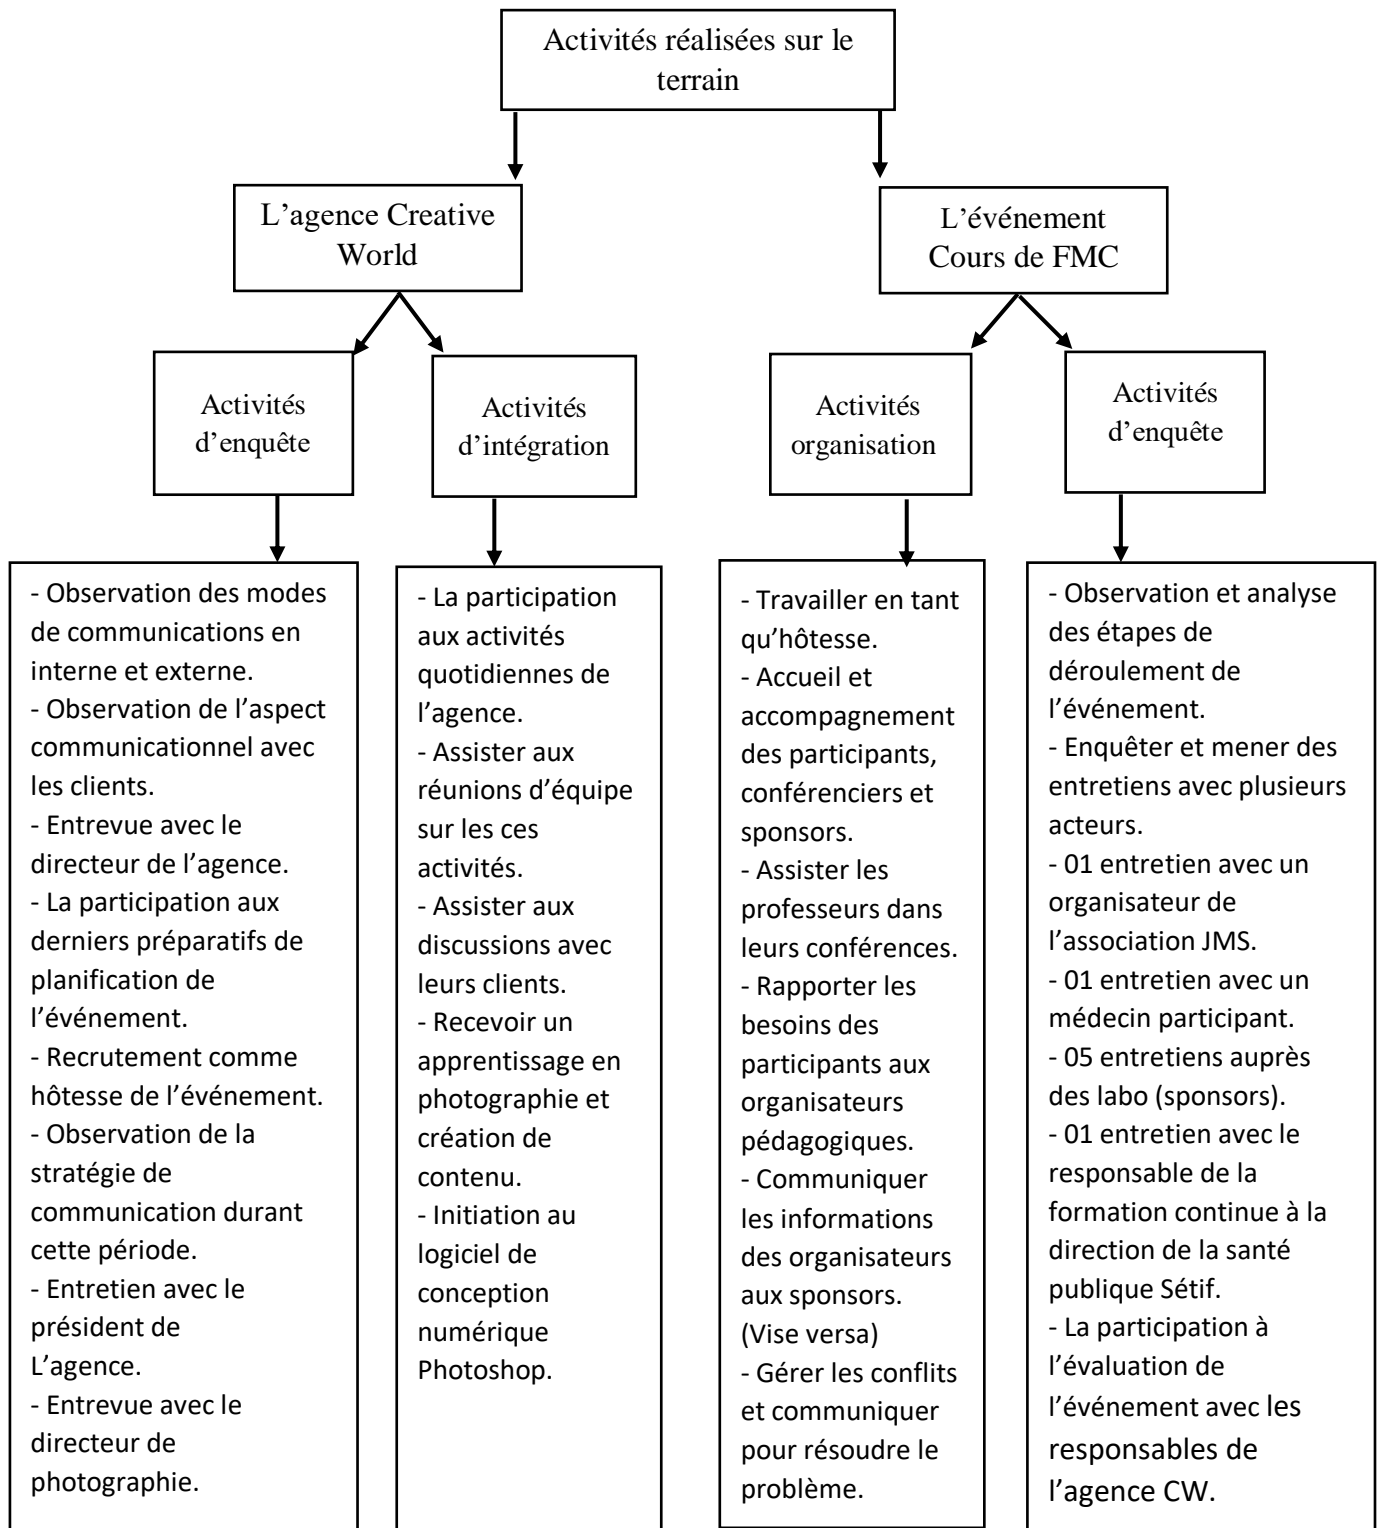 Activités réalisées sur le
terrain
L’agence Creative
World
L’événement
Cours de FMC
Activités
d’enquête
Activités
d’intégration
Activités
organisation
Activités
d’enquête
- Observation des modes
de communications en
interne et externe.
- Observation de l’aspect
communicationnel avec
les clients.
- Entrevue avec le
directeur de l’agence.
- La participation aux
derniers préparatifs de
planification de
l’événement.
- Recrutement comme
hôtesse de l’événement.
- Observation de la
stratégie de
communication durant
cette période.
- Entretien avec le
président de
L’agence.
- Entrevue avec le
directeur de
photographie.
- La participation
aux activités
quotidiennes de
l’agence.
- Assister aux
réunions d’équipe
sur les ces
activités.
- Assister aux
discussions avec
leurs clients.
- Recevoir un
apprentissage en
photographie et
création de
contenu.
- Initiation au
logiciel de
conception
numérique
Photoshop.
- Travailler en tant
qu’hôtesse.
- Accueil et
accompagnement
des participants,
conférenciers et
sponsors.
- Assister les
professeurs dans
leurs conférences.
- Rapporter les
besoins des
participants aux
organisateurs
pédagogiques.
- Communiquer
les informations
des organisateurs
aux sponsors.
(Vise versa)
- Gérer les conflits
et communiquer
pour résoudre le
problème.
- Observation et analyse
des étapes de
déroulement de
l’événement.
- Enquêter et mener des
entretiens avec plusieurs
acteurs.
- 01 entretien avec un
organisateur de
l’association JMS.
- 01 entretien avec un
médecin participant.
- 05 entretiens auprès
des labo (sponsors).
- 01 entretien avec le
responsable de la
formation continue à la
direction de la santé
publique Sétif.
- La participation à
l’évaluation de
l’événement avec les
responsables de
l’agence CW.